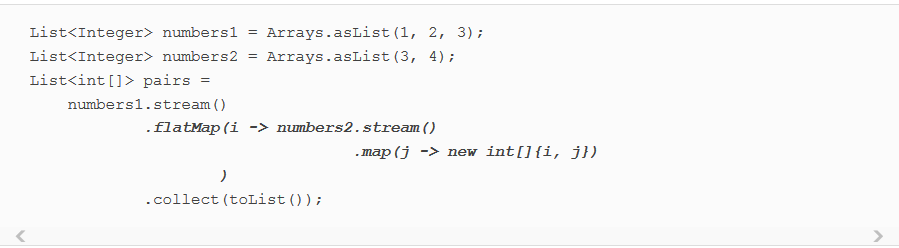 List<Integer> numbers1 = Arrays.asList(1, 2, 3);
List<Integer> numbers2 = Arrays.asList(3, 4);
List<int[]> pairs =
numbers1.stream()
.flatMap(i -> numbers2.stream()
.map(j -> new int[]{i, j})
)
.collect(toList());